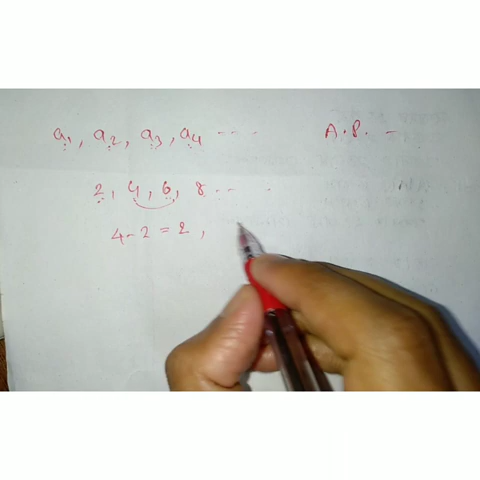 a1, a2, a3, a4 ---- A.P. -
2, 4, 6, 8 . --
4-2=2,